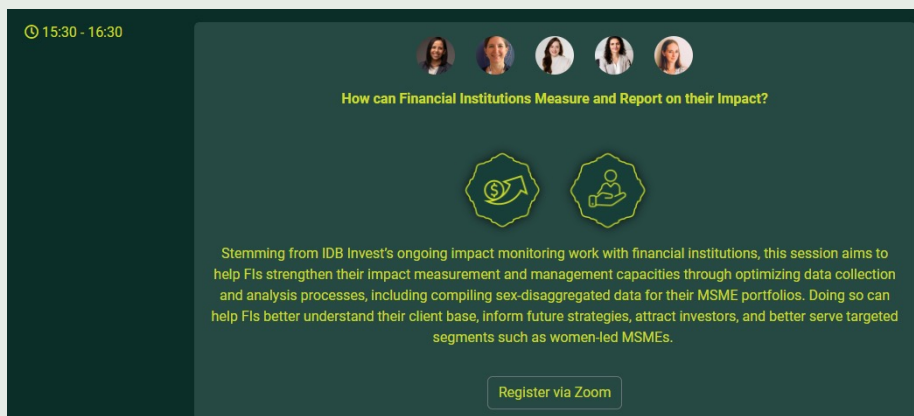 15:30 - 16:30
How can Financial Institutions Measure and Report on their Impact?
$
Stemming from IDB Invest's ongoing impact monitoring work with financial institutions, this session aims to
help FIs strengthen their impact measurement and management capacities through optimizing data collection
and analysis processes, including compiling sex-disaggregated data for their MSME portfolios. Doing so can
help FIs better understand their client base, inform future strategies, attract investors, and better serve targeted
segments such as women-led MSMEs.
Register via Zoom